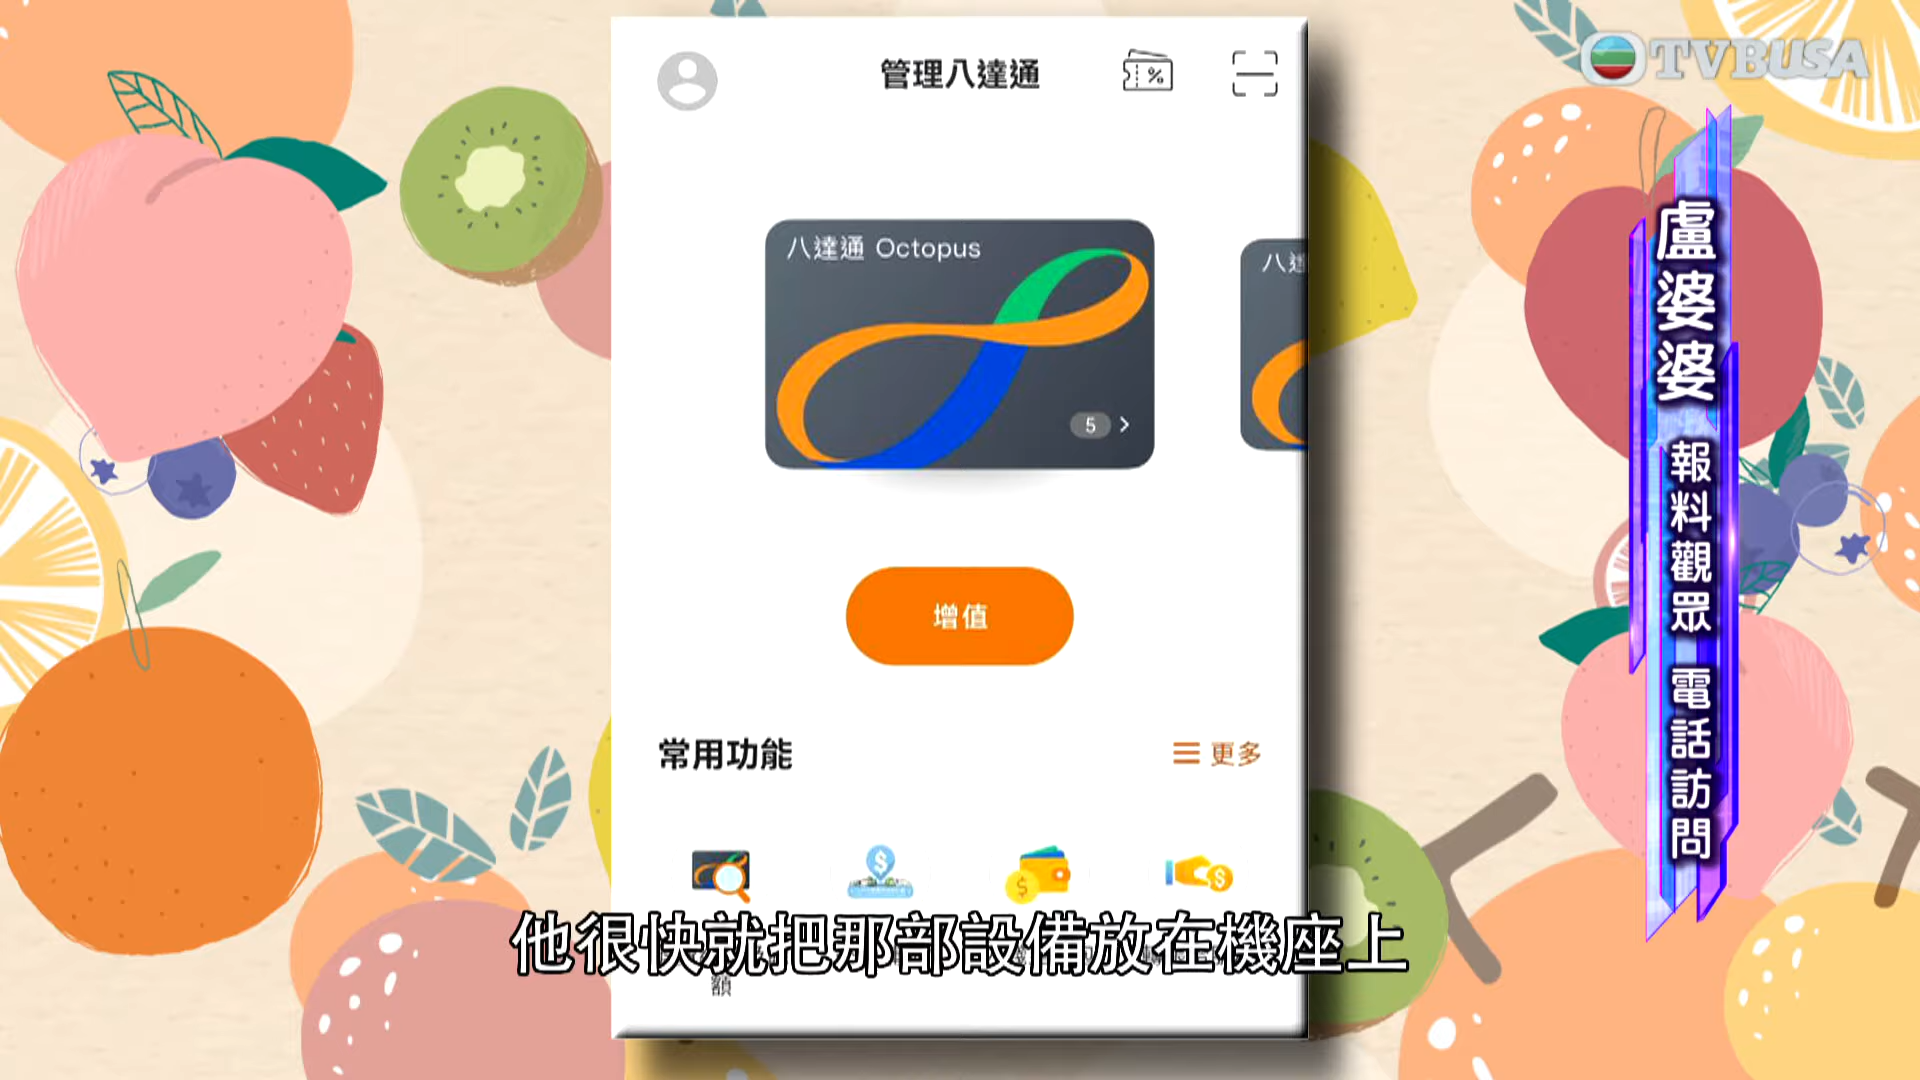 管理八達通
TVBUSA
八達通 Octopus
八達
5
增值
常用功能
更多
額
他很快就把那部設備放在機座上
盧婆婆
報料觀眾 電話訪問